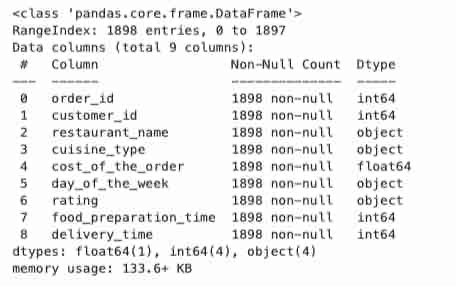 <class 'pandas.core.frame.DataFrame'>
RangeIndex: 1898 entries, 0 to 1897
Data columns (total 9 columns):
 #   Column                 Non-Null Count  Dtype
---  ------                 --------------  -----
 0   order_id               1898 non-null   int64
 1   customer_id            1898 non-null   int64
 2   restaurant_name        1898 non-null   object
 3   cuisine_type           1898 non-null   object
 4   cost_of_the_order      1898 non-null   float64
 5   day_of_the_week        1898 non-null   object
 6   rating                 1898 non-null   object
 7   food_preparation_time  1898 non-null   int64
 8   delivery_time          1898 non-null   int64
dtypes: float64(1), int64(4), object(4)
memory usage: 133.6+ KB